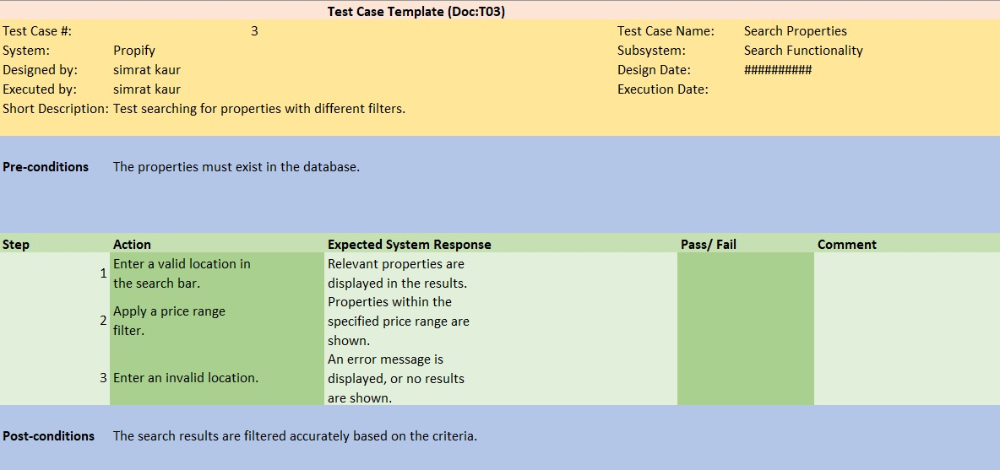 Test Case Template (Doc:T03)
Test Case #: 3 Test Case Name: Search Properties
System: Propify Subsystem: Search Functionality
Designed by: simrat kaur Design Date: ##########
Executed by: simrat kaur Execution Date:
Short Description: Test searching for properties with different filters.
Pre-conditions The properties must exist in the database.
Step Action Expected System Response Pass/ Fail Comment
1
Enter a valid location in
the search bar.
Relevant properties are
displayed in the results.
2
Apply a price range
filter.
Properties within the
specified price range are
shown.
3 Enter an invalid location.
An error message is
displayed, or no results
are shown.
Post-conditions The search results are filtered accurately based on the criteria.